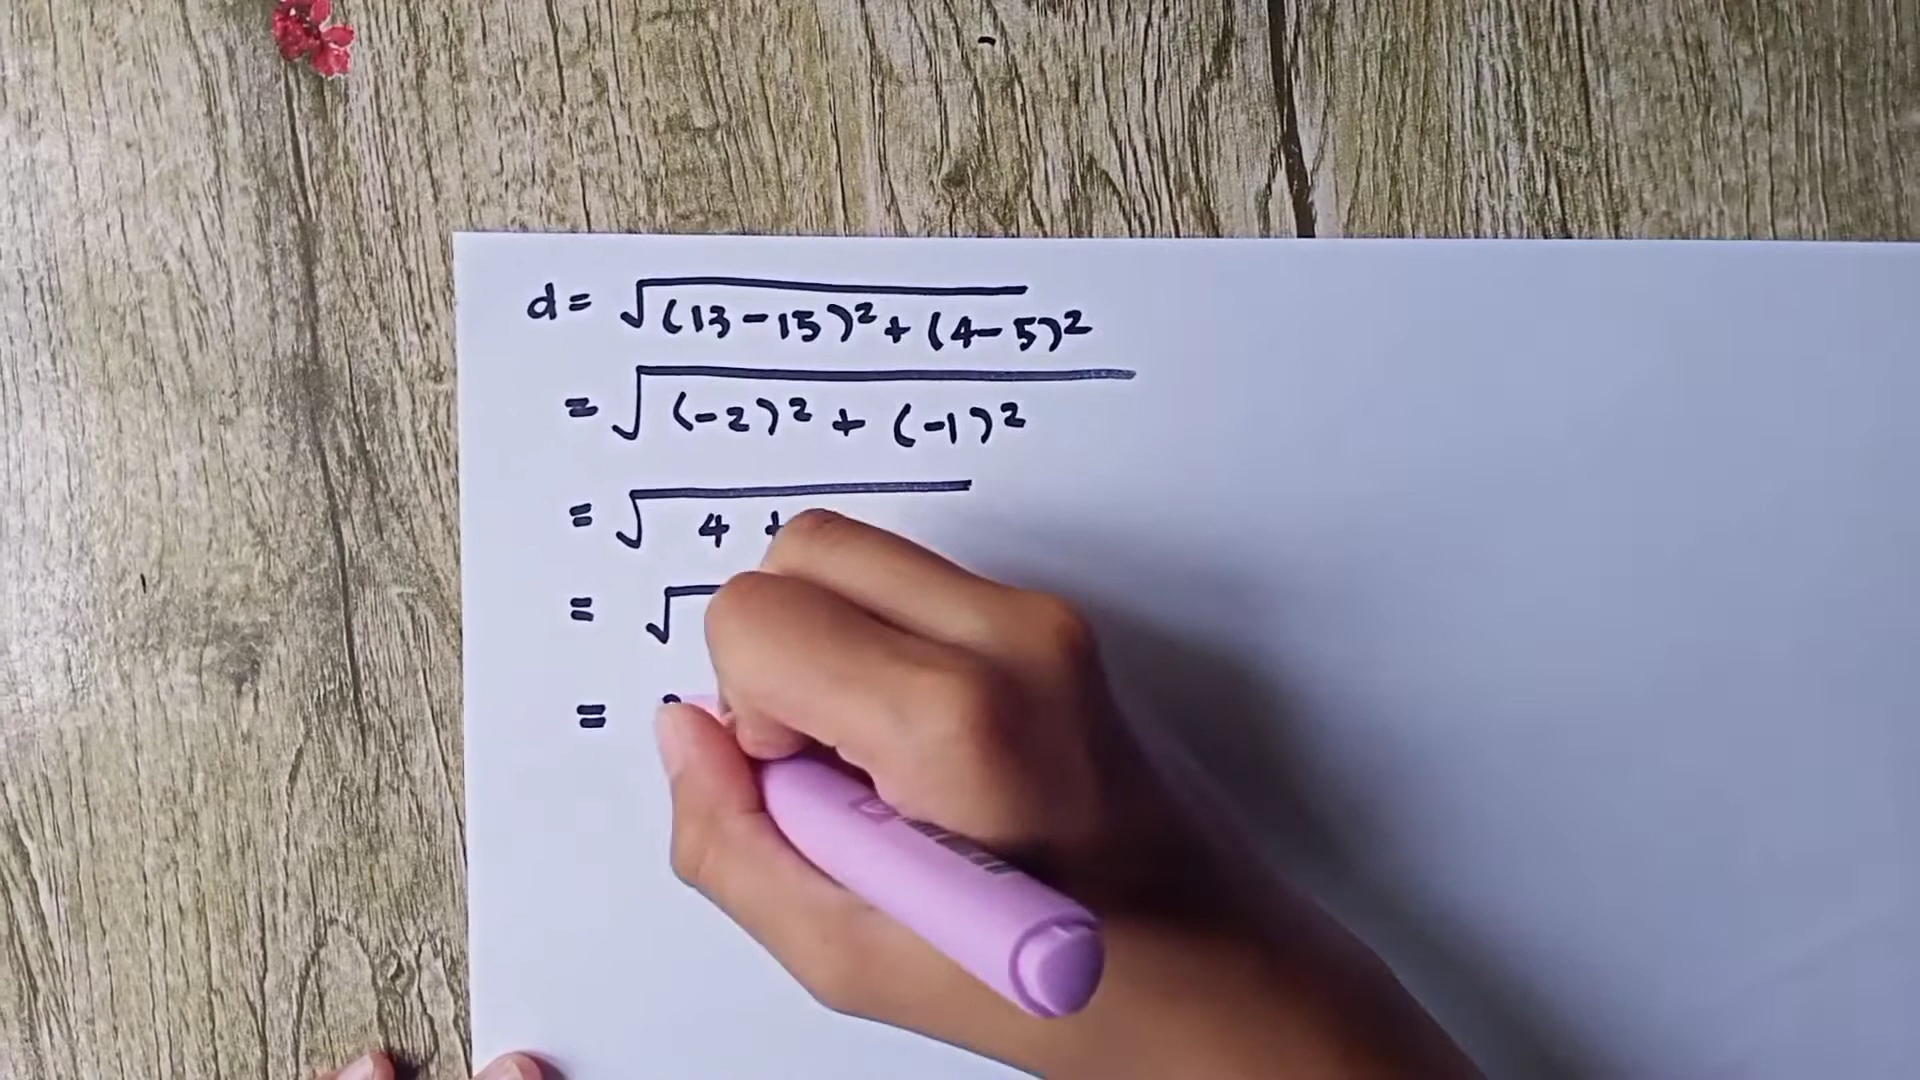 d = √(13-15)² + (4-5)²
= √(-2)² + (-1)²
= √4 +
= √
=